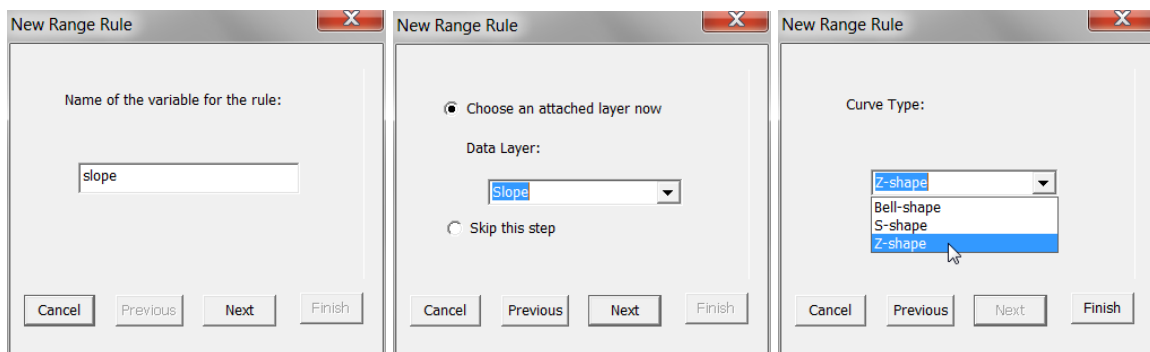 New Range Rule
Name of the variable for the rule:
slope
Cancel
Previous
Next
Finish
New Range Rule
Choose an attached layer now
Data Layer:
Slope
Skip this step
Cancel
Previous
Next
Finish
New Range Rule
Curve Type:
Z-shape
Bell-shape
S-shape
Z-shape
Cancel
Previous
Next
Finish